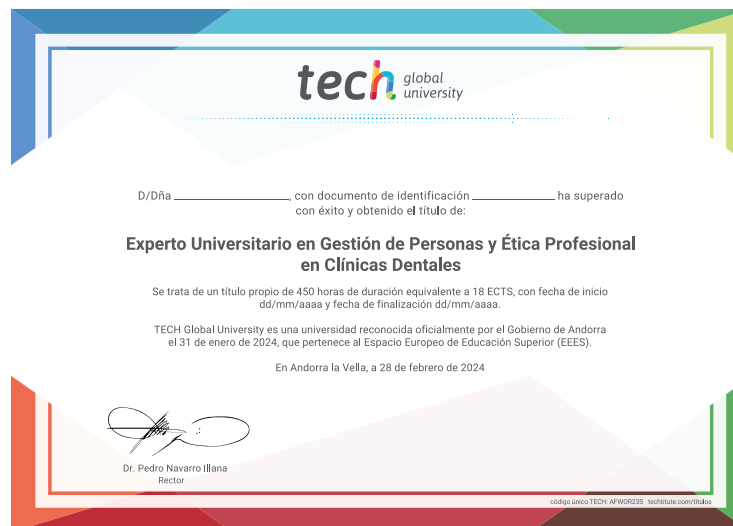 tech global university
D/Dña ______________, con documento de identificación __________ ha superado
con éxito y obtenido el título de:
Experto Universitario en Gestión de Personas y Ética Profesional
en Clínicas Dentales
Se trata de un título propio de 450 horas de duración equivalente a 18 ECTS, con fecha de inicio
dd/mm/aaaa y fecha de finalización dd/mm/aaaa.
TECH Global University es una universidad reconocida oficialmente por el Gobierno de Andorra
el 31 de enero de 2024, que pertenece al Espacio Europeo de Educación Superior (EEES).
En Andorra la Vella, a 28 de febrero de 2024
Dr. Pedro Navarro Illana
Rector
código único TECH: AFWOR23S techtitute.com/titulos